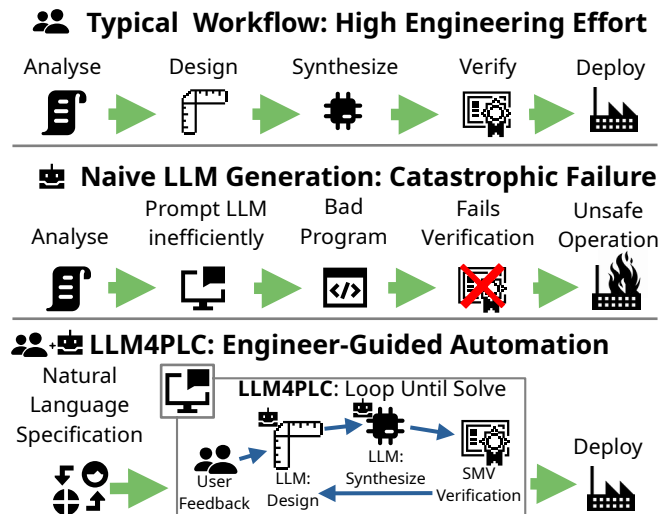 Typical Workflow: High Engineering Effort
Analyse
Design
Synthesize
Verify
Deploy
Naive LLM Generation: Catastrophic Failure
Analyse
Prompt LLM
inefficiently
Bad
Program
</>
Fails
Verification
Unsafe
Operation
+
LLM4PLC: Engineer-Guided Automation
Natural
Language
Specification
LLM4PLC: Loop Until Solve
User
Feedback
LLM:
Design
LLM:
Synthesize
SMV
Verification
Deploy